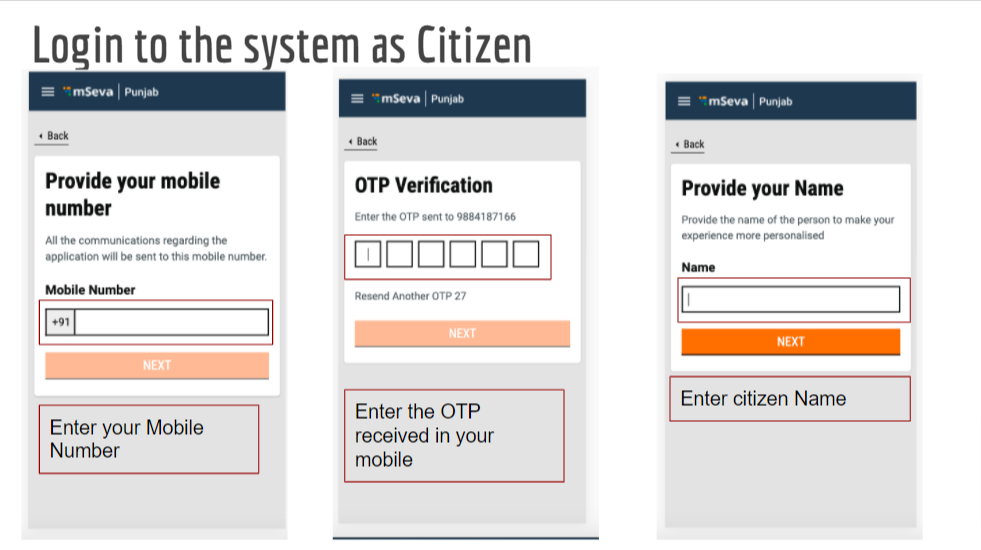 Login to the system as Citizen
mSeva | Punjab
Back
Provide your mobile
number
All the communications regarding the
application will be sent to this mobile number.
Mobile Number
+91
NEXT
Enter your Mobile
Number
mSeva | Punjab
Back
OTP Verification
Enter the OTP sent to 9884187166
Resend Another OTP 27
NEXT
Enter the OTP
received in your
mobile
mSeva | Punjab
Back
Provide your Name
Provide the name of the person to make your
experience more personalised
Name
NEXT
Enter citizen Name